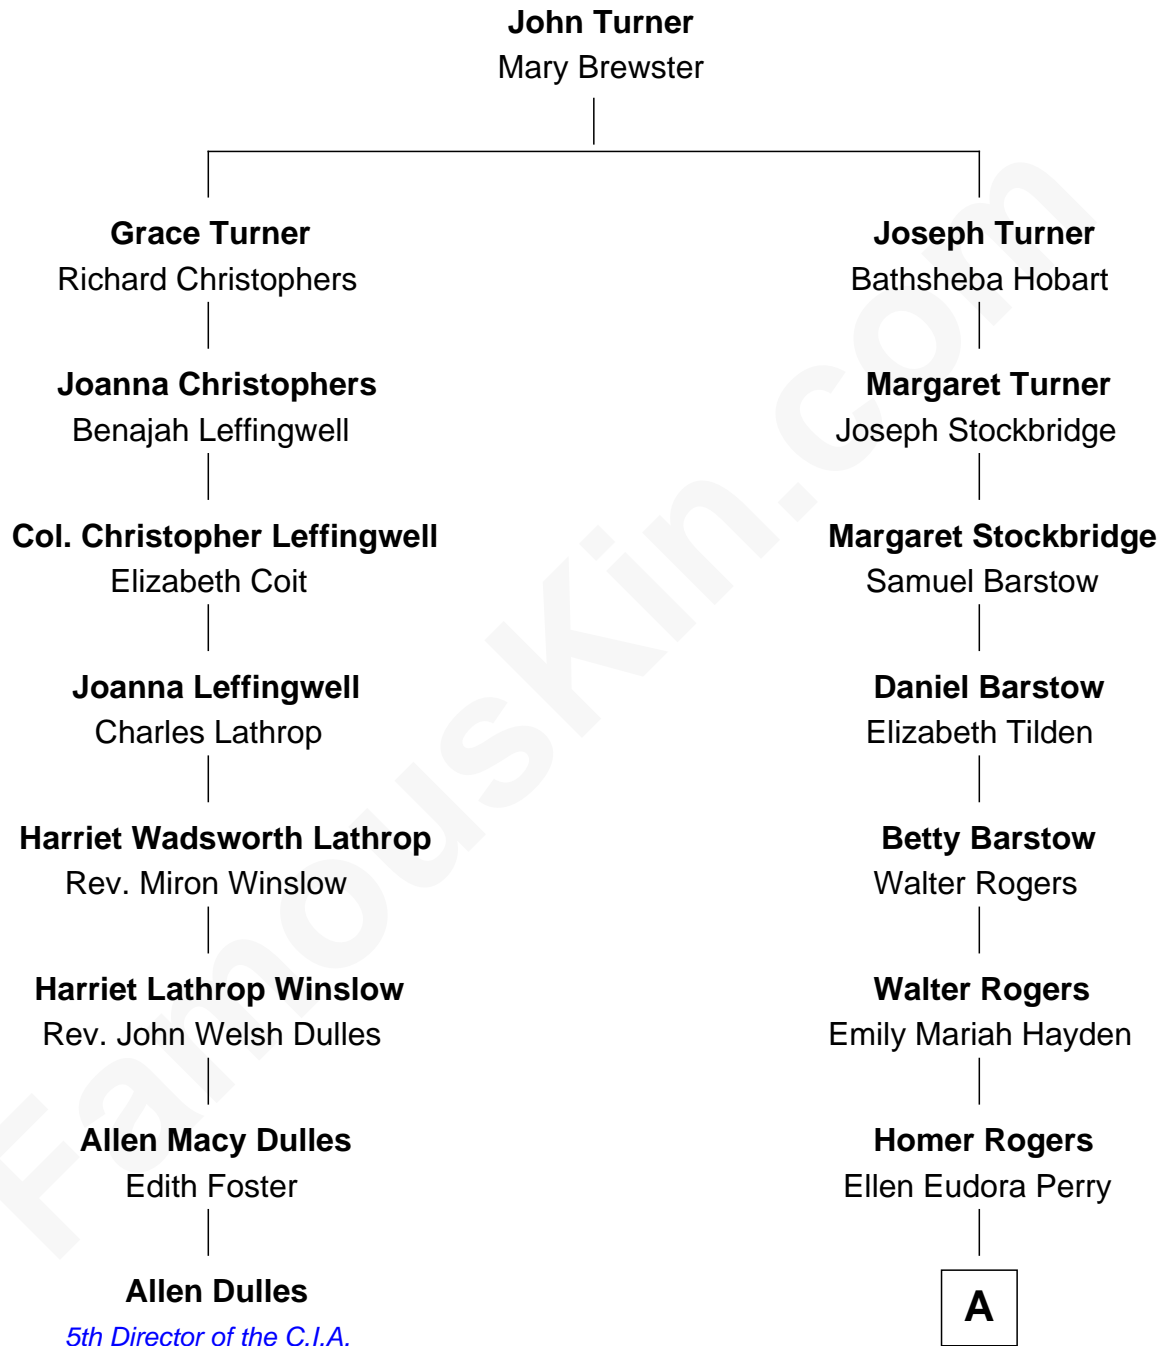 John Turner
Mary Brewster
Grace Turner
Richard Christophers
Joseph Turner
Bathsheba Hobart
Joanna Christophers
Benajah Leffingwell
Margaret Turner
Joseph Stockbridge
Col. Christopher Leffingwell
Elizabeth Coit
Margaret Stockbridge
Samuel Barstow
Joanna Leffingwell
Charles Lathrop
Daniel Barstow
Elizabeth Tilden
Harriet Wadsworth Lathrop
Rev. Miron Winslow
Betty Barstow
Walter Rogers
Harriet Lathrop Winslow
Rev. John Welsh Dulles
Walter Rogers
Emily Mariah Hayden
Allen Macy Dulles
Edith Foster
Homer Rogers
Ellen Eudora Perry
Allen Dulles
5th Director of the C.I.A.
A
FamousKin.com